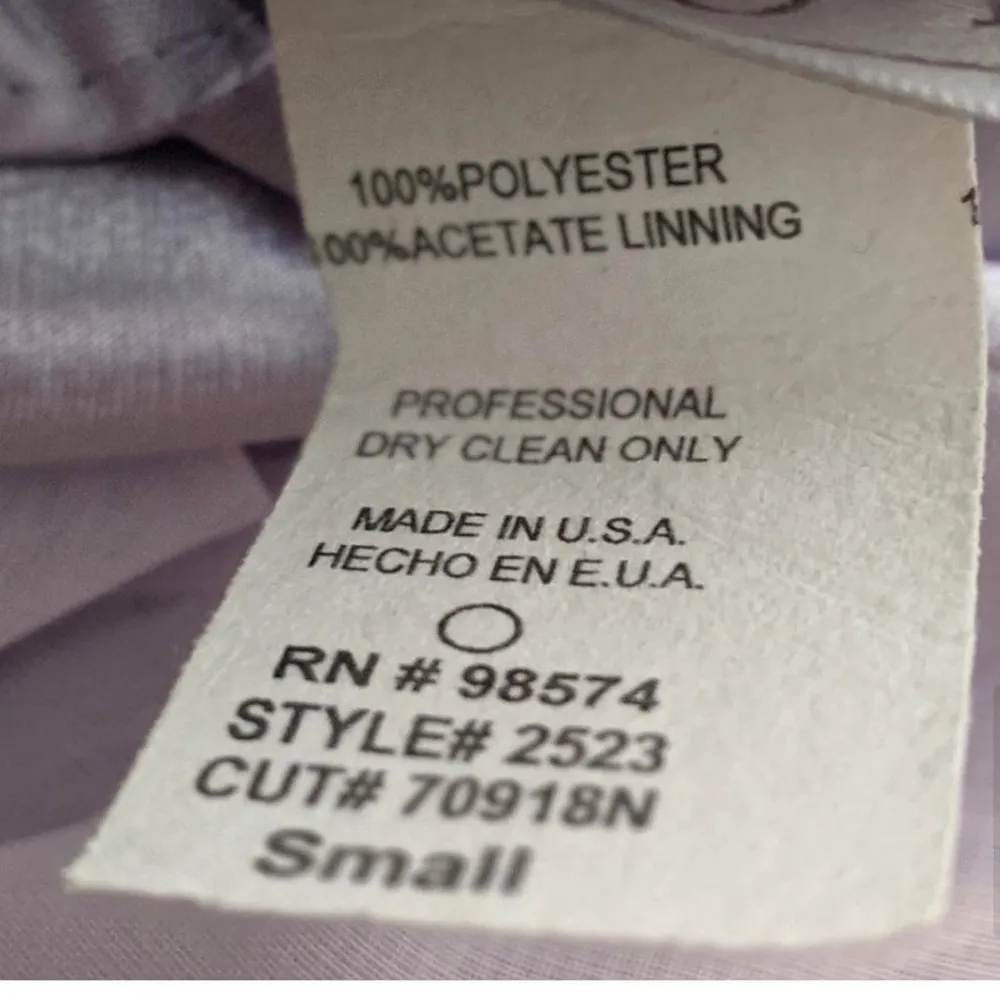 100%POLYESTER
100%ACETATE LINNING
PROFESSIONAL
DRY CLEAN ONLY
MADE IN U.S.A.
HECHO EN E.U.A.
RN # 98574
STYLE# 2523
CUT# 70918N
Small